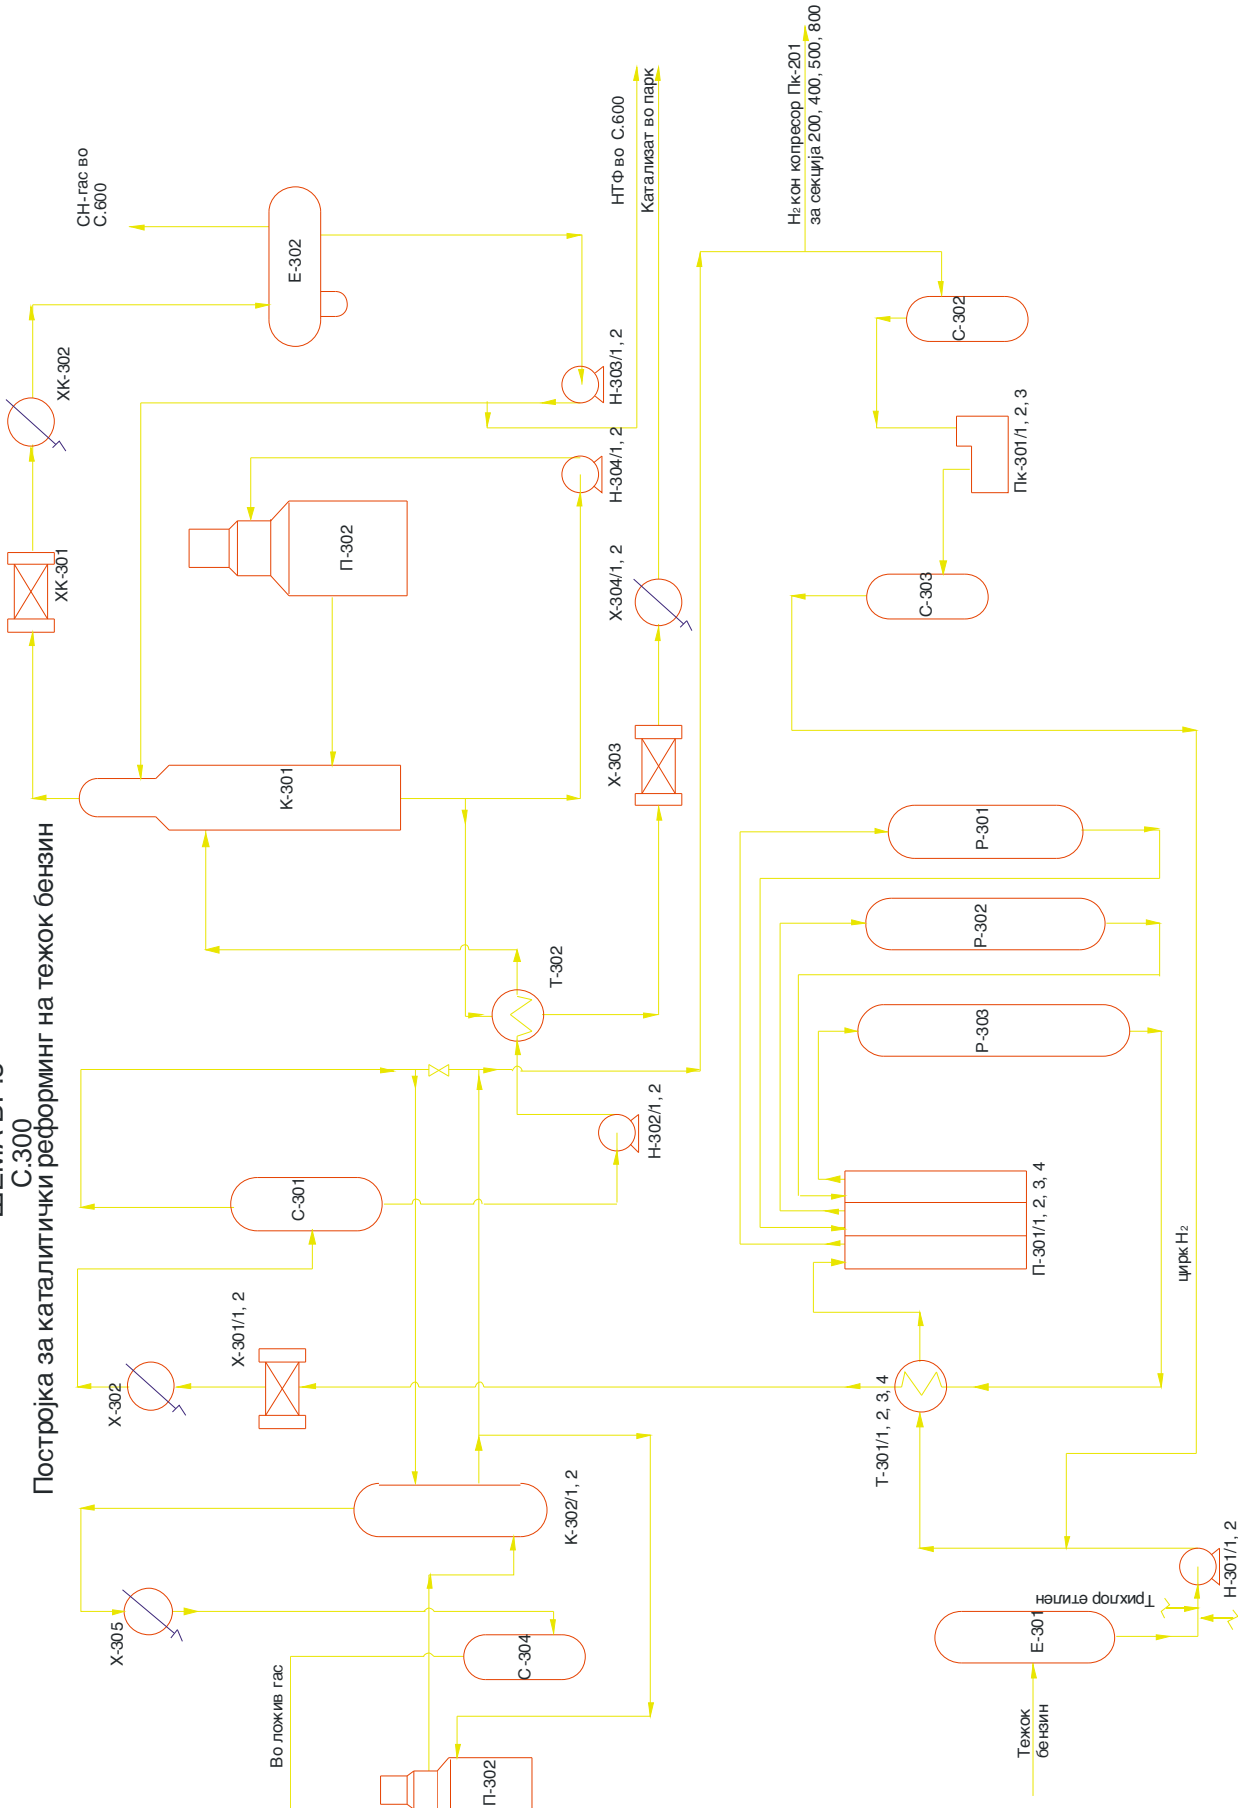 С.300
Постројка за каталитички реформинг на тежок бензин
СН-гас во
С.600
ХК-302
Е-302
ХК-301
П-302
К-301
Н-303/1, 2
Н-304/1, 2
НТФ во С.600
Катализат во парк
Х-304/1, 2
Х-303
Н₂ кон копресор Пк-201
за секција 200, 400, 500, 800
С-302
Пк-301/1, 2, 3
С-303
Т-302
Н-302/1, 2
С-301
Х-301/1, 2
Х-302
Р-301
Р-302
Р-303
П-301/1, 2, 3, 4
цирк Н₂
Т-301/1, 2, 3, 4
К-302/1, 2
Х-305
С-304
Во ложив гас
П-302
Трихлор етилен
Н-301/1, 2
Е-301
Тежок
бензин